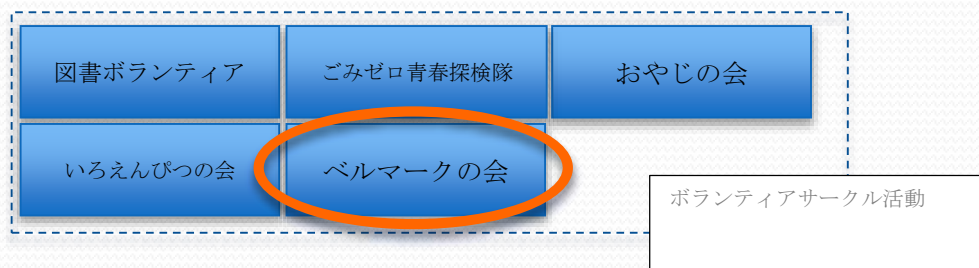 図書ボランティア
ごみゼロ青春探検隊
おやじの会
いろえんぴつの会
ベルマークの会
ボランティアサークル活動